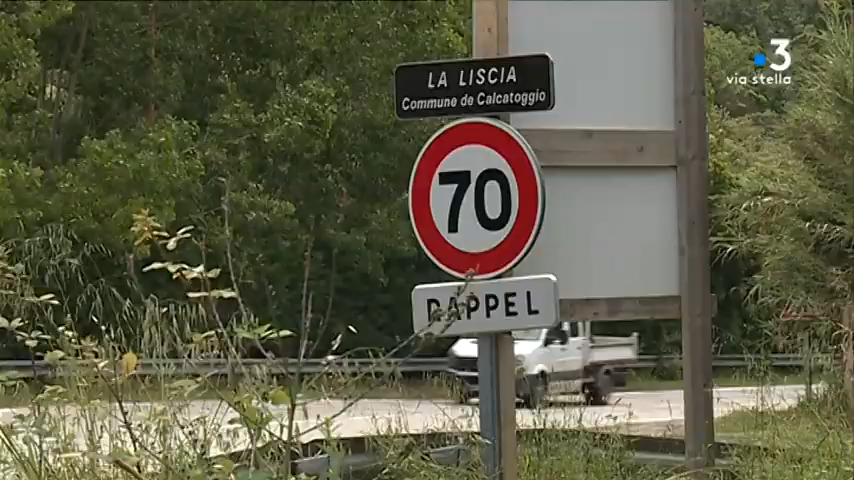 LA LISCIA
Commune de Calcatoggio
70
RAPPEL
3
via stella